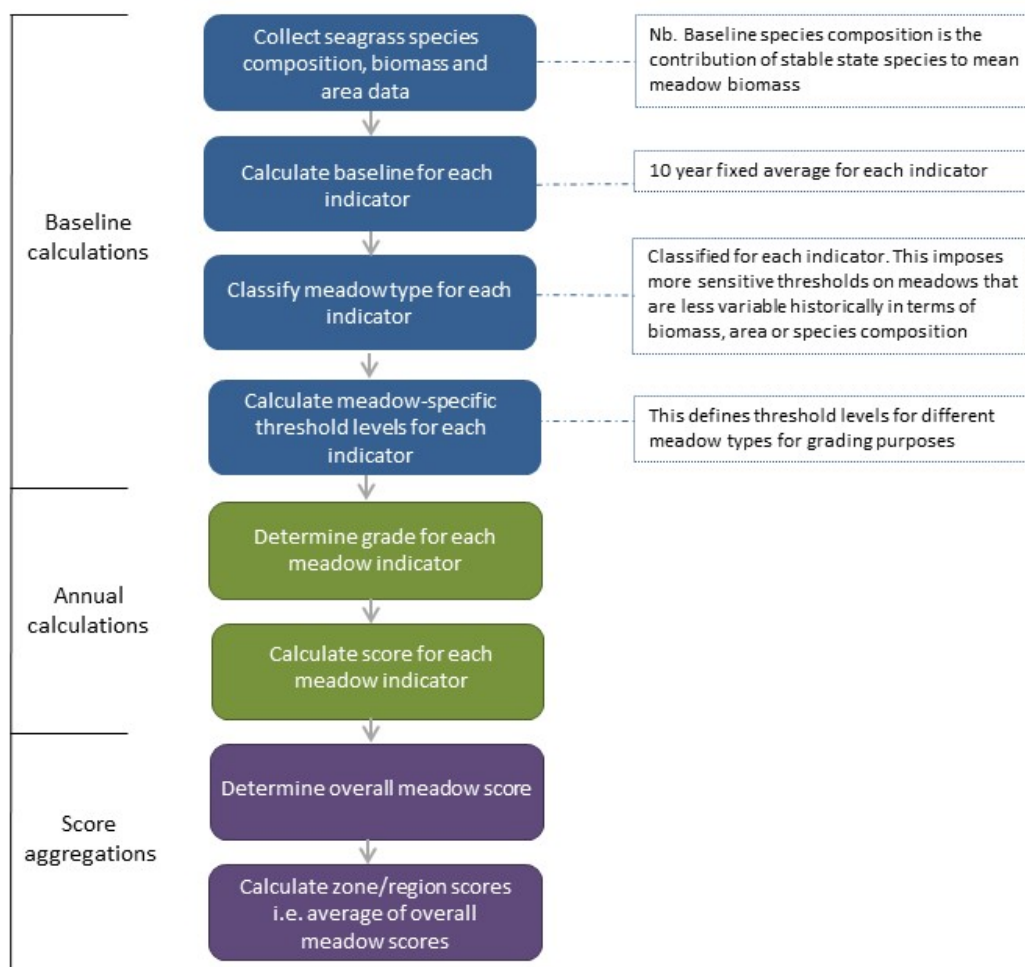 Collect seagrass species
composition, biomass and
area data
Nb. Baseline species composition is the
contribution of stable state species to mean
meadow biomass
Calculate baseline for each
indicator
10 year fixed average for each indicator
Baseline
calculations
Classify meadow type for each
indicator
Classified for each indicator. This imposes
more sensitive thresholds on meadows that
are less variable historically in terms of
biomass, area or species composition
Calculate meadow-specific
threshold levels for each
indicator
This defines threshold levels for different
meadow types for grading purposes
Annual
calculations
Determine grade for each
meadow indicator
Calculate score for each
meadow indicator
Score
aggregations
Determine overall meadow score
Calculate zone/region scores
i.e. average of overall
meadow scores